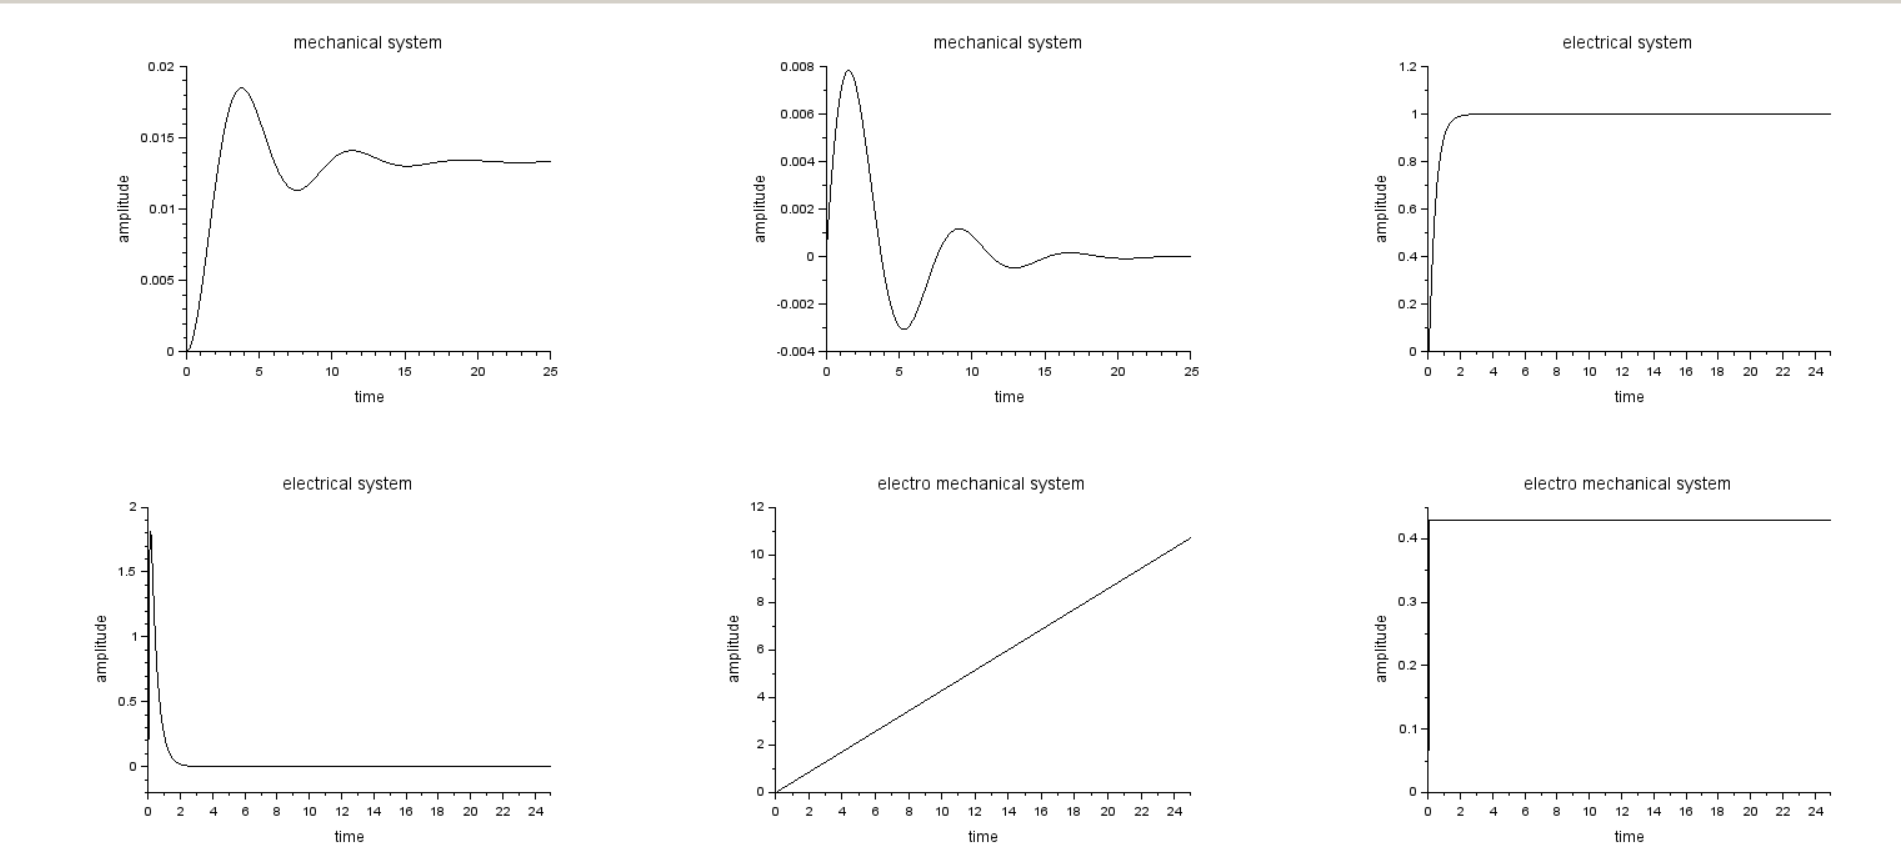 mechanical system
0.02
0.015
0.01
0.005
0
amplitude
0 5 10 15 20 25
time
mechanical system
0.008
0.006
0.004
0.002
0
-0.002
-0.004
amplitude
0 5 10 15 20 25
time
electrical system
1.2
1
0.8
0.6
0.4
0.2
0
amplitude
0 2 4 6 8 10 12 14 16 18 20 22 24
time
electrical system
2
1.5
1
0.5
0
amplitude
0 2 4 6 8 10 12 14 16 18 20 22 24
time
electro mechanical system
12
10
8
6
4
2
0
amplitude
0 2 4 6 8 10 12 14 16 18 20 22 24
time
electro mechanical system
0.4
0.3
0.2
0.1
0
amplitude
0 2 4 6 8 10 12 14 16 18 20 22 24
time